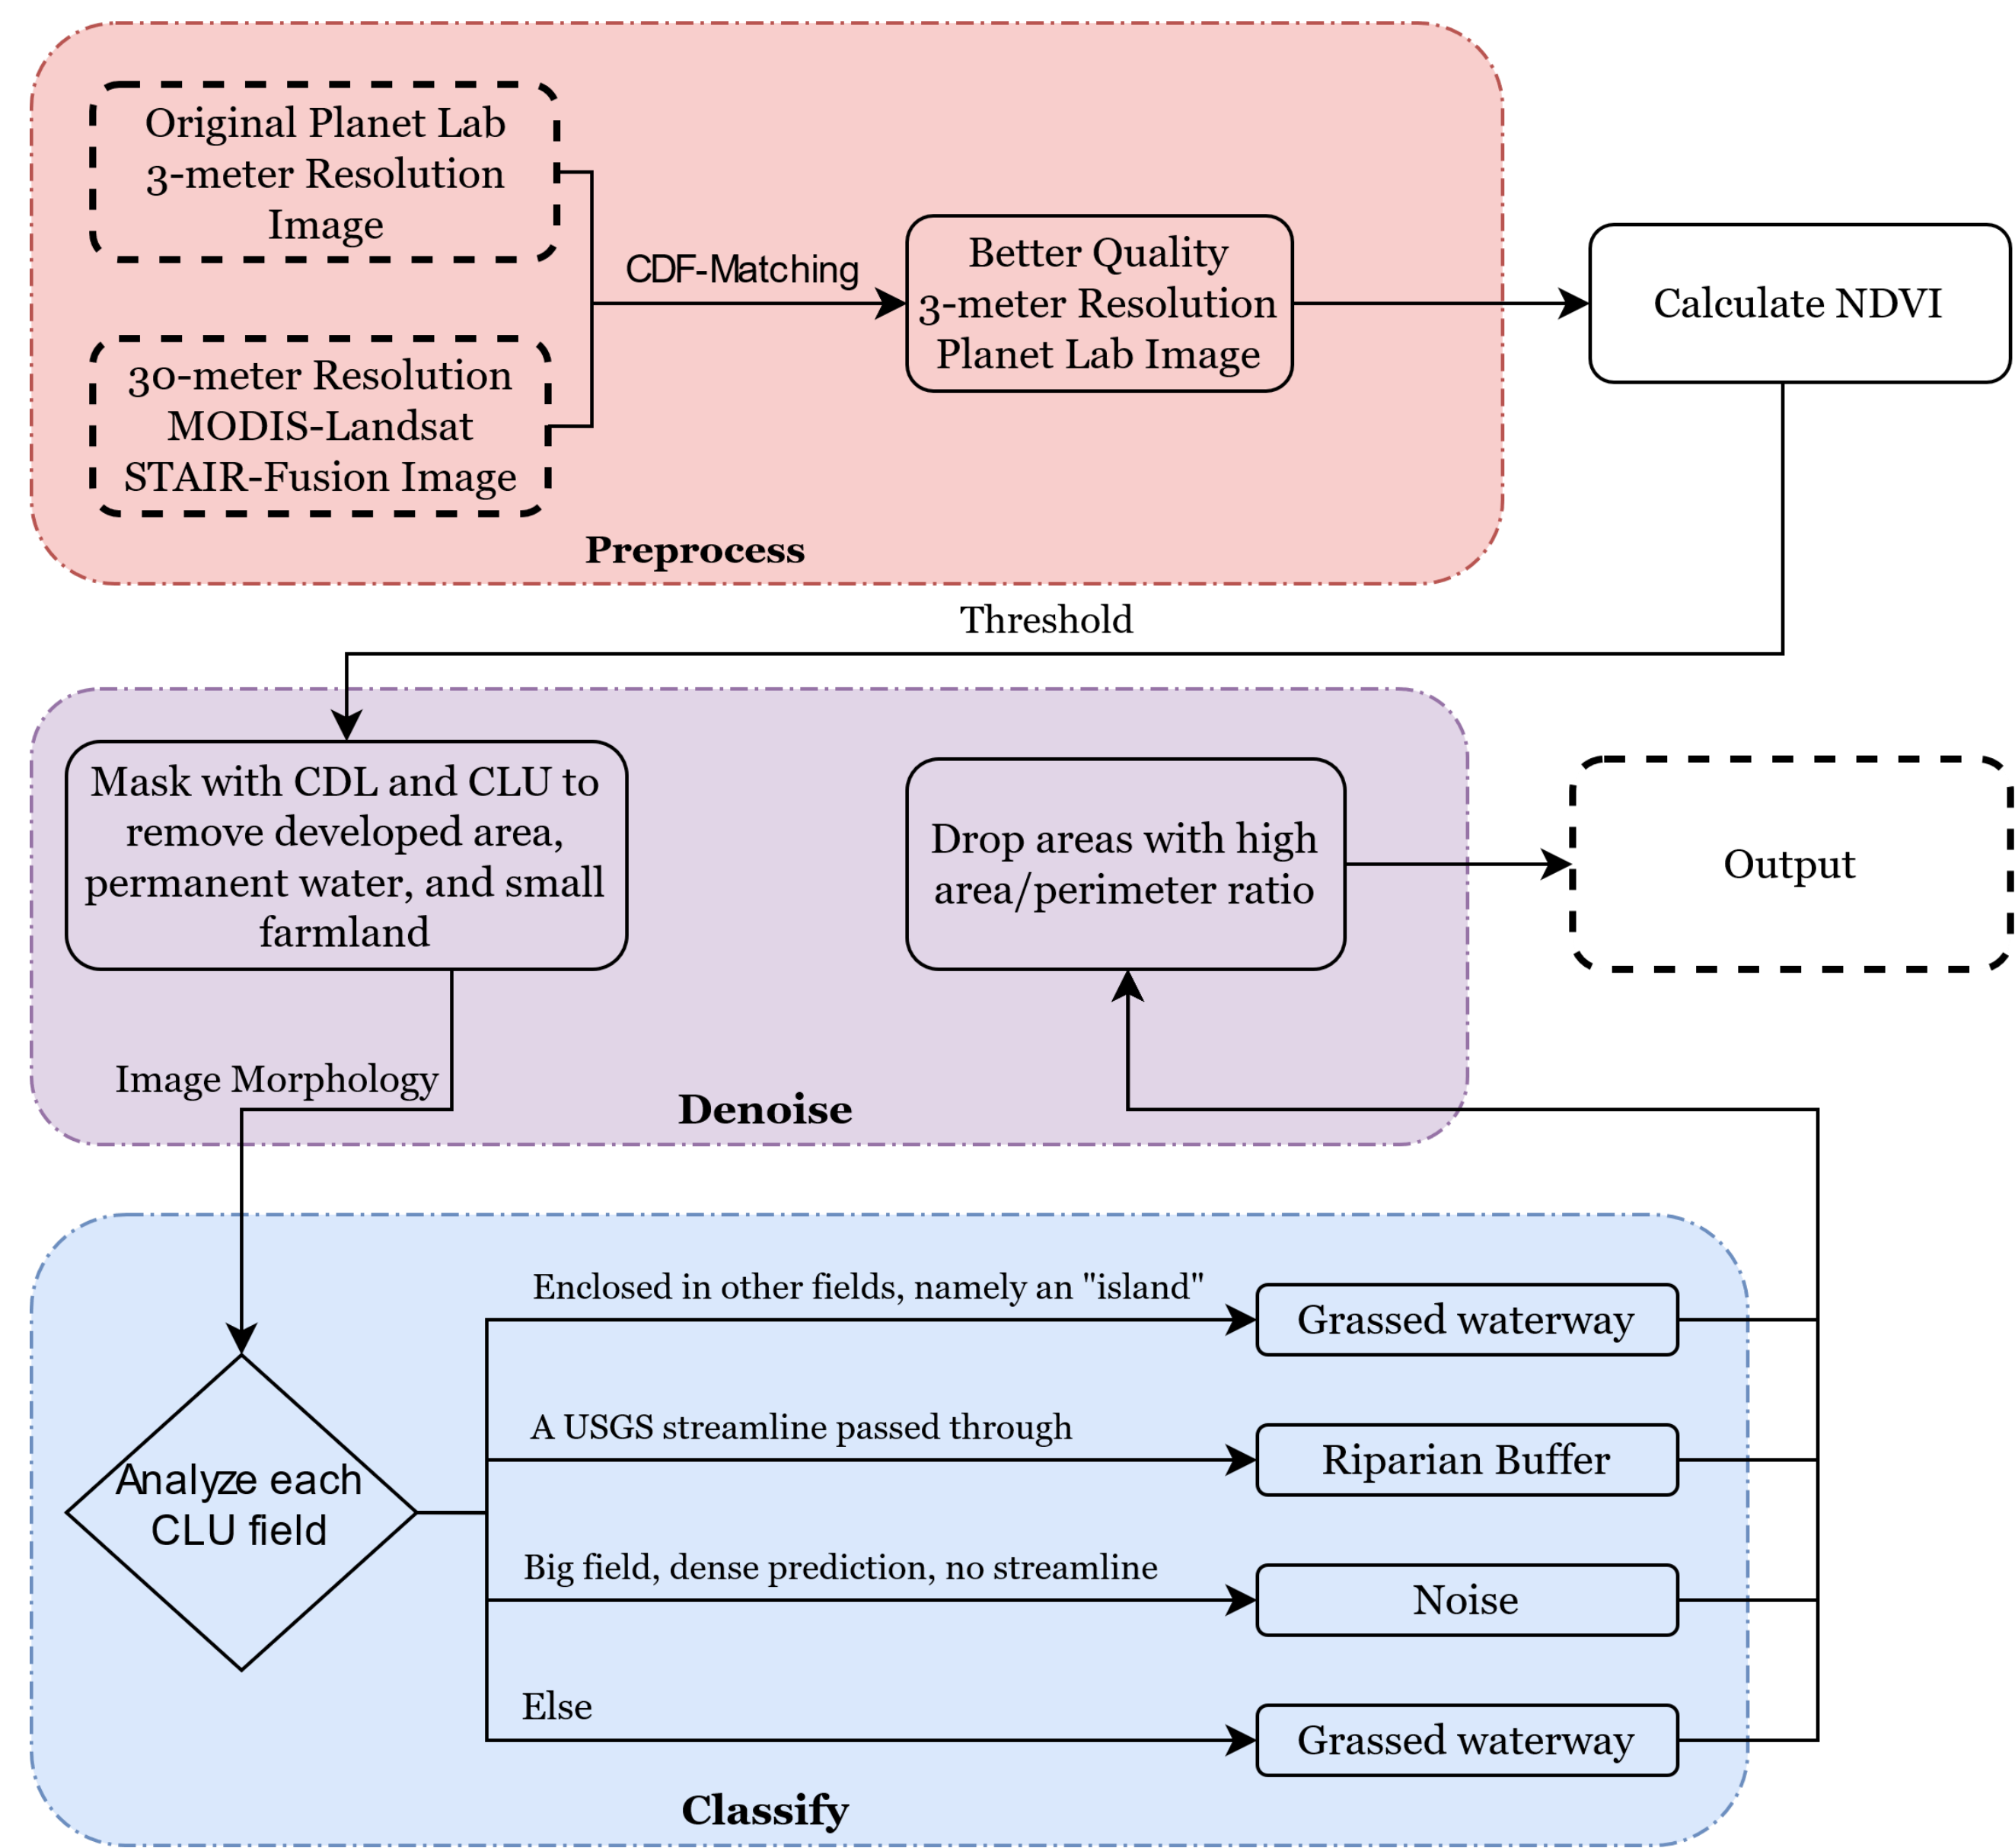 Original Planet Lab
3-meter Resolution
Image
CDF-Matching
30-meter Resolution
MODIS-Landsat
STAIR-Fusion Image
Better Quality
3-meter Resolution
Planet Lab Image
Calculate NDVI
Preprocess
Threshold
Mask with CDL and CLU to
remove developed area,
permanent water, and small
farmland
Drop areas with high
area/perimeter ratio
Output
Image Morphology
Denoise
Analyze each
CLU field
Enclosed in other fields, namely an "island"
Grassed waterway
A USGS streamline passed through
Riparian Buffer
Big field, dense prediction, no streamline
Noise
Else
Grassed waterway
Classify